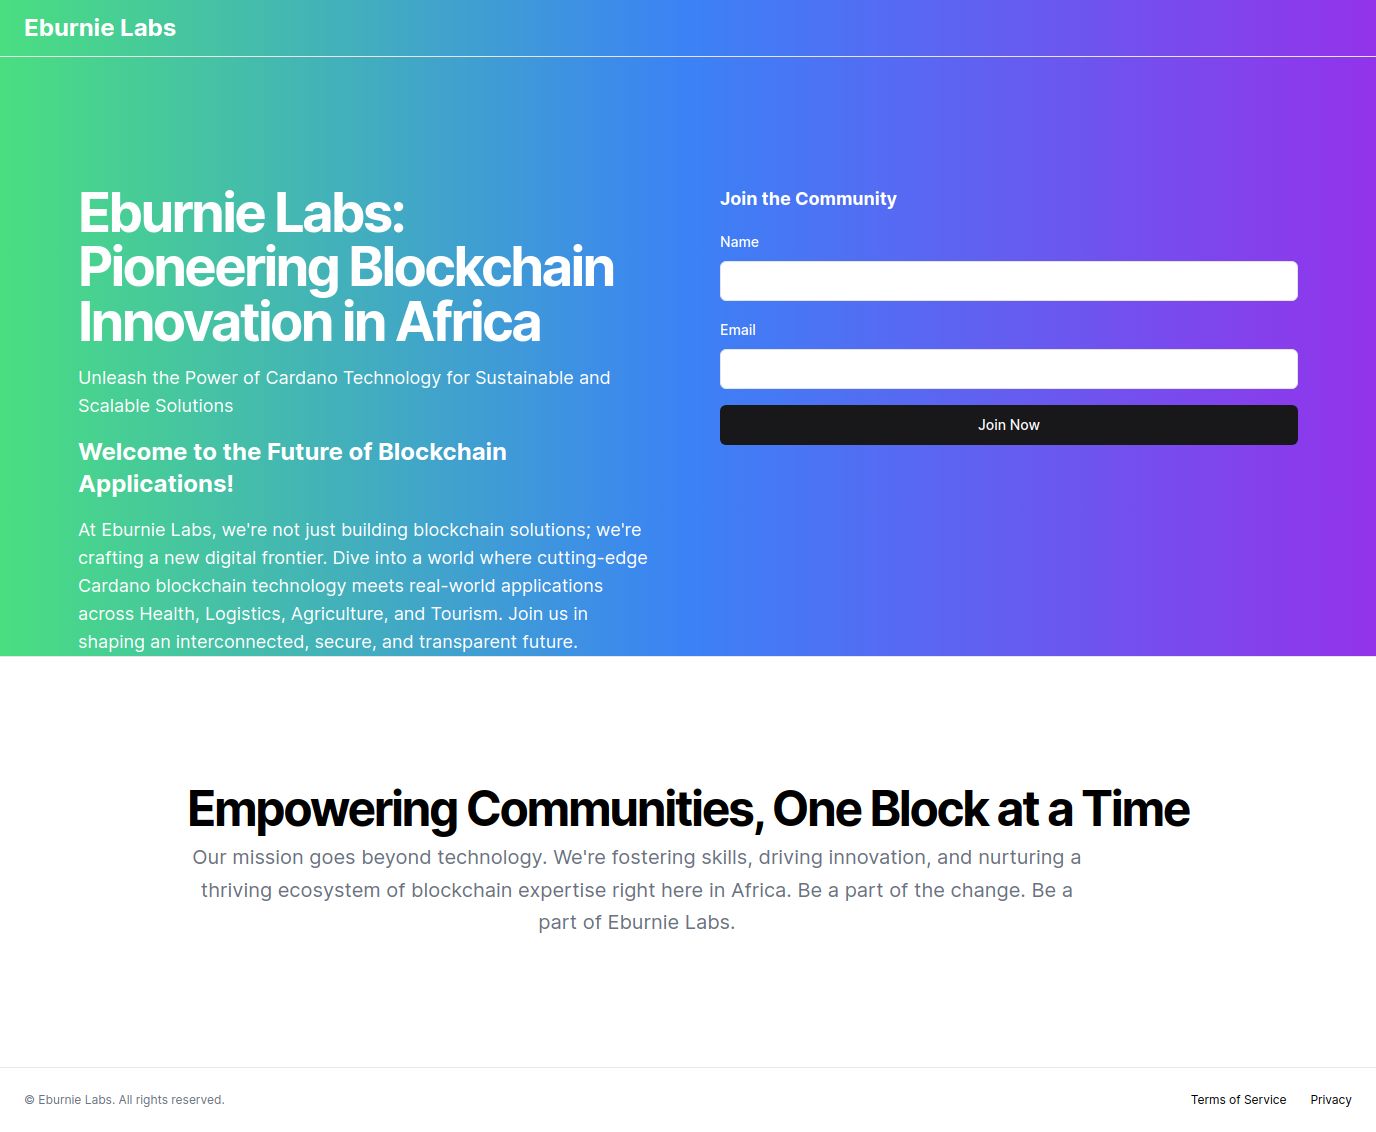 Eburnie Labs
Eburnie Labs:
Pioneering Blockchain
Innovation in Africa
Unleash the Power of Cardano Technology for Sustainable and
Scalable Solutions
Welcome to the Future of Blockchain
Applications!
At Eburnie Labs, we're not just building blockchain solutions; we're
crafting a new digital frontier. Dive into a world where cutting-edge
Cardano blockchain technology meets real-world applications
across Health, Logistics, Agriculture, and Tourism. Join us in
shaping an interconnected, secure, and transparent future.
Join the Community
Name
Email
Join Now
Empowering Communities, One Block at a Time
Our mission goes beyond technology. We're fostering skills, driving innovation, and nurturing a
thriving ecosystem of blockchain expertise right here in Africa. Be a part of the change. Be a
part of Eburnie Labs.
© Eburnie Labs. All rights reserved.
Terms of Service
Privacy